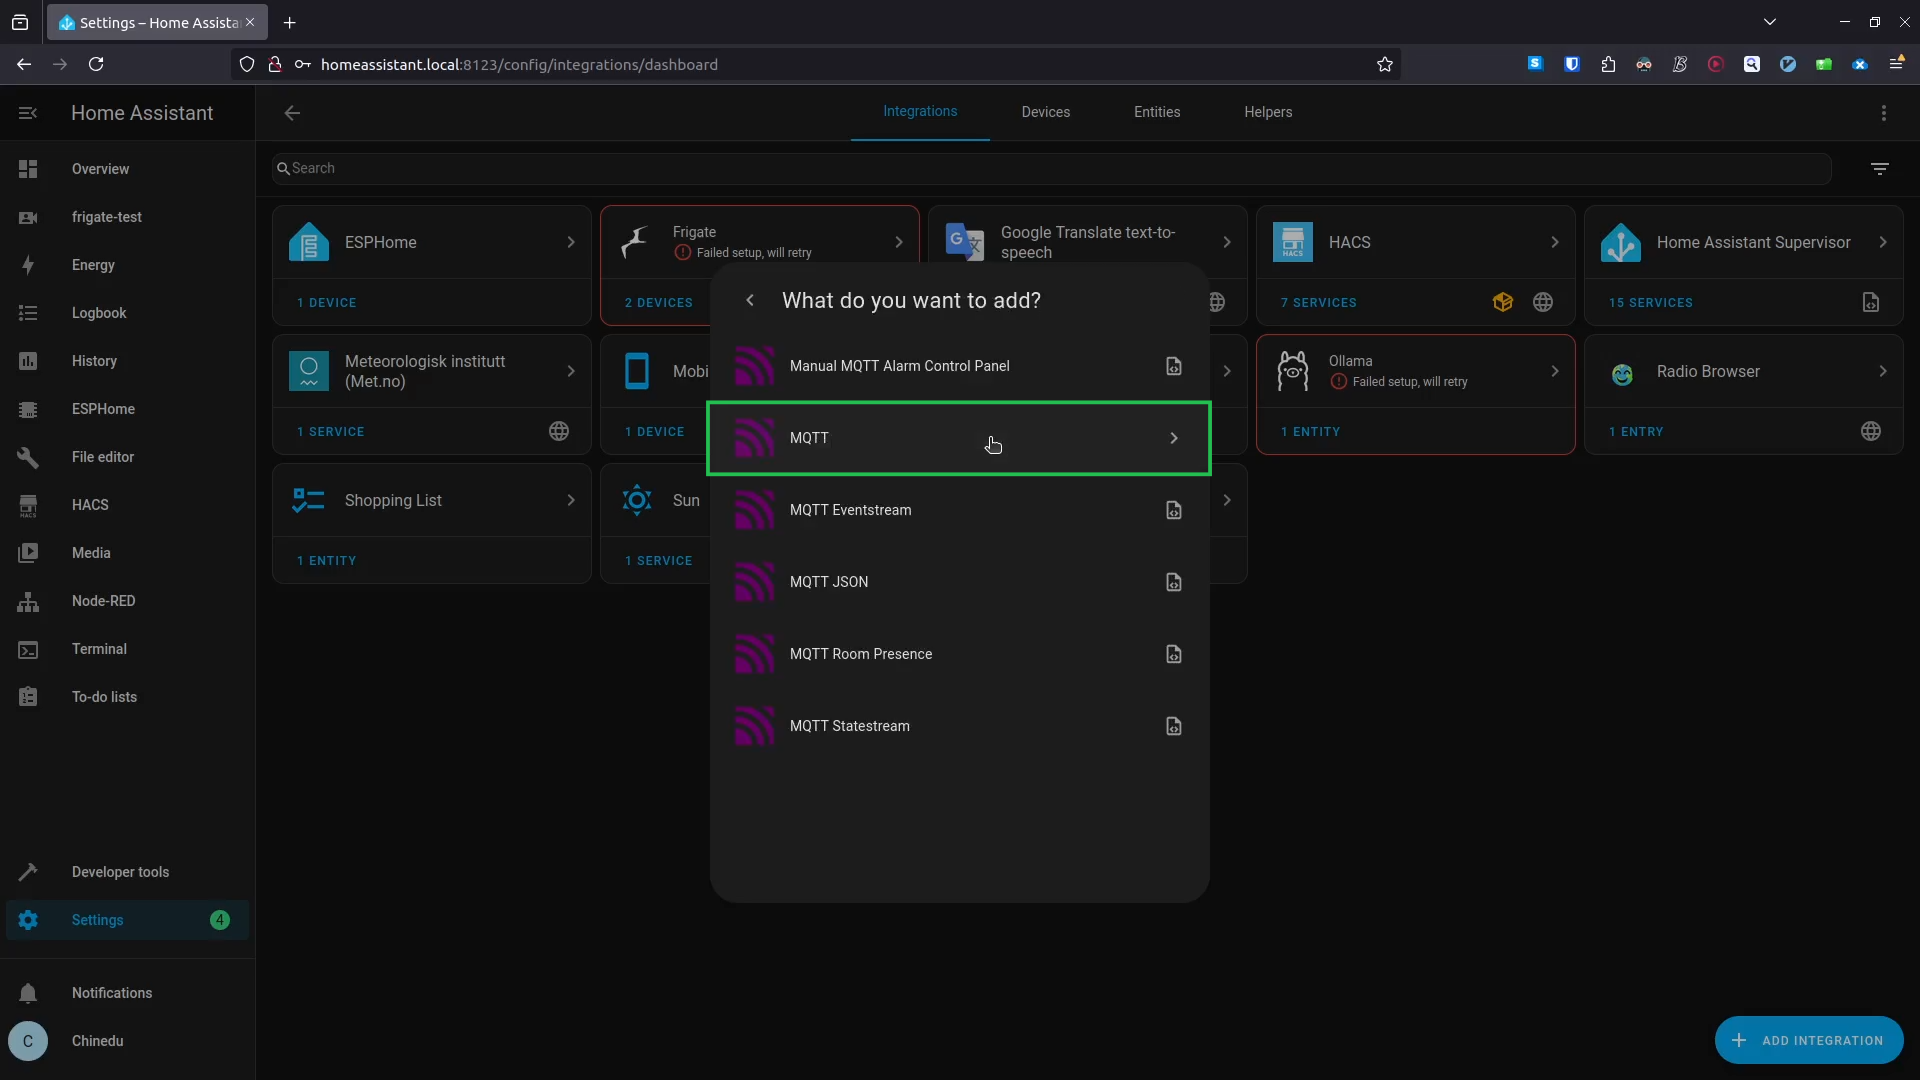 Settings – Home Assista
homeassistant.local:8123/config/integrations/dashboard
Home Assistant
Integrations
Devices
Entities
Helpers
Search
Overview
frigate-test
Energy
Logbook
History
ESPHome
File editor
HACS
Media
Node-RED
Terminal
To-do lists
Developer tools
Settings
4
Notifications
C
Chinedu
ESPHome
1 DEVICE
Frigate
Failed setup, will retry
2 DEVICES
Google Translate text-to-
speech
HACS
HACS
7 SERVICES
Home Assistant Supervisor
15 SERVICES
Meteorologisk institutt
(Met.no)
1 SERVICE
Mobi
1 DEVICE
Ollama
Failed setup, will retry
1 ENTITY
Radio Browser
1 ENTRY
Shopping List
1 ENTITY
Sun
1 SERVICE
What do you want to add?
Manual MQTT Alarm Control Panel
MQTT
MQTT Eventstream
MQTT JSON
MQTT Room Presence
MQTT Statestream
ADD INTEGRATION